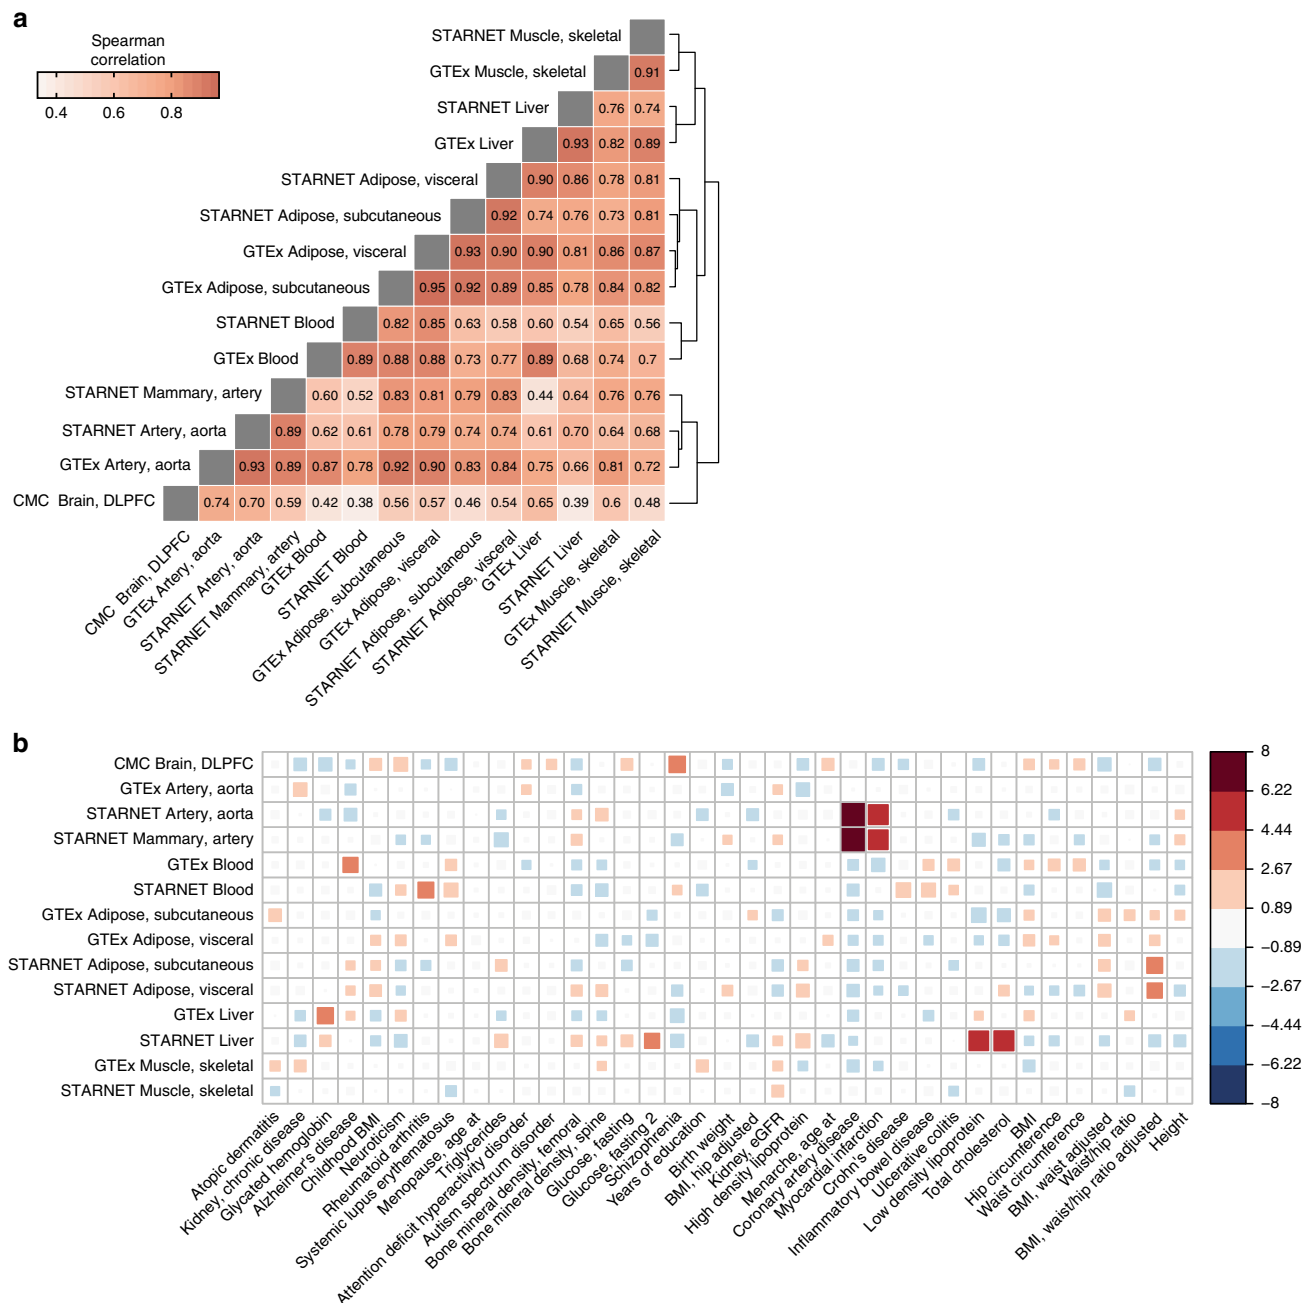 a
Spearman
correlation
0.4 0.6 0.8
STARNET Muscle, skeletal
GTEx Muscle, skeletal 0.91
STARNET Liver 0.76 0.74
GTEx Liver 0.93 0.82 0.89
STARNET Adipose, visceral 0.90 0.86 0.78 0.81
STARNET Adipose, subcutaneous 0.92 0.74 0.76 0.73 0.81
GTEx Adipose, visceral 0.93 0.90 0.90 0.81 0.86 0.87
GTEx Adipose, subcutaneous 0.95 0.92 0.89 0.85 0.78 0.84 0.82
STARNET Blood 0.82 0.85 0.63 0.58 0.60 0.54 0.65 0.56
GTEx Blood 0.89 0.88 0.88 0.73 0.77 0.89 0.68 0.74 0.7
STARNET Mammary, artery 0.60 0.52 0.83 0.81 0.79 0.83 0.44 0.64 0.76 0.76
STARNET Artery, aorta 0.89 0.62 0.61 0.78 0.79 0.74 0.74 0.61 0.70 0.64 0.68
GTEx Artery, aorta 0.93 0.89 0.87 0.78 0.92 0.90 0.83 0.84 0.75 0.66 0.81 0.72
CMC Brain, DLPFC 0.74 0.70 0.59 0.42 0.38 0.56 0.57 0.46 0.54 0.65 0.39 0.6 0.48
CMC Brain, DLPFC
GTEx Artery, aorta
STARNET Artery, aorta
STARNET Mammary, artery
GTEx Blood
STARNET Blood
GTEx Adipose, subcutaneous
GTEx Adipose, visceral
STARNET Adipose, subcutaneous
STARNET Adipose, visceral
GTEx Liver
STARNET Liver
GTEx Muscle, skeletal
STARNET Muscle, skeletal
b
CMC Brain, DLPFC
GTEx Artery, aorta
STARNET Artery, aorta
STARNET Mammary, artery
GTEx Blood
STARNET Blood
GTEx Adipose, subcutaneous
GTEx Adipose, visceral
STARNET Adipose, subcutaneous
STARNET Adipose, visceral
GTEx Liver
STARNET Liver
GTEx Muscle, skeletal
STARNET Muscle, skeletal
8
6.22
4.44
2.67
0.89
−0.89
−2.67
−4.44
−6.22
−8
Atopic dermatitis
Kidney, chronic disease
Glycated hemoglobin
Alzheimer's disease
Childhood BMI
Neuroticism
Rheumatoid arthritis
Systemic lupus erythematosus
Menopause, age at
Triglycerides
Attention deficit hyperactivity disorder
Autism spectrum disorder
Bone mineral density, femoral
Bone mineral density, spine
Glucose, fasting
Glucose, fasting 2
Schizophrenia
Years of education
Birth weight
BMI, hip adjusted
Kidney, eGFR
High density lipoprotein
Menarche, age at
Coronary artery disease
Myocardial infarction
Crohn's disease
Inflammatory bowel disease
Ulcerative colitis
Low density lipoprotein
Total cholesterol
BMI
Hip circumference
Waist circumference
BMI, waist adjusted
Waist/hip ratio
BMI, waist/hip ratio adjusted
Height